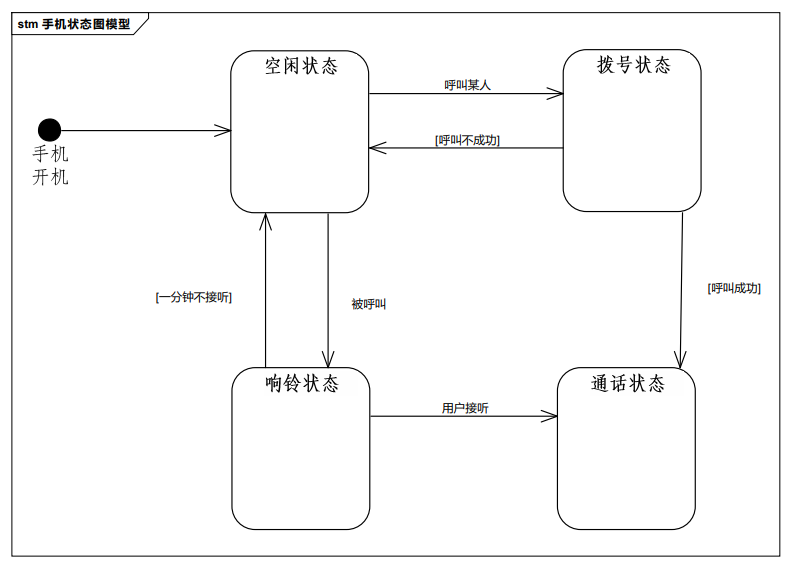 stm 手机状态图模型
空闲状态
拨号状态
呼叫某人
[呼叫不成功]
手机
开机
[一分钟不接听]
被呼叫
[呼叫成功]
响铃状态
通话状态
用户接听